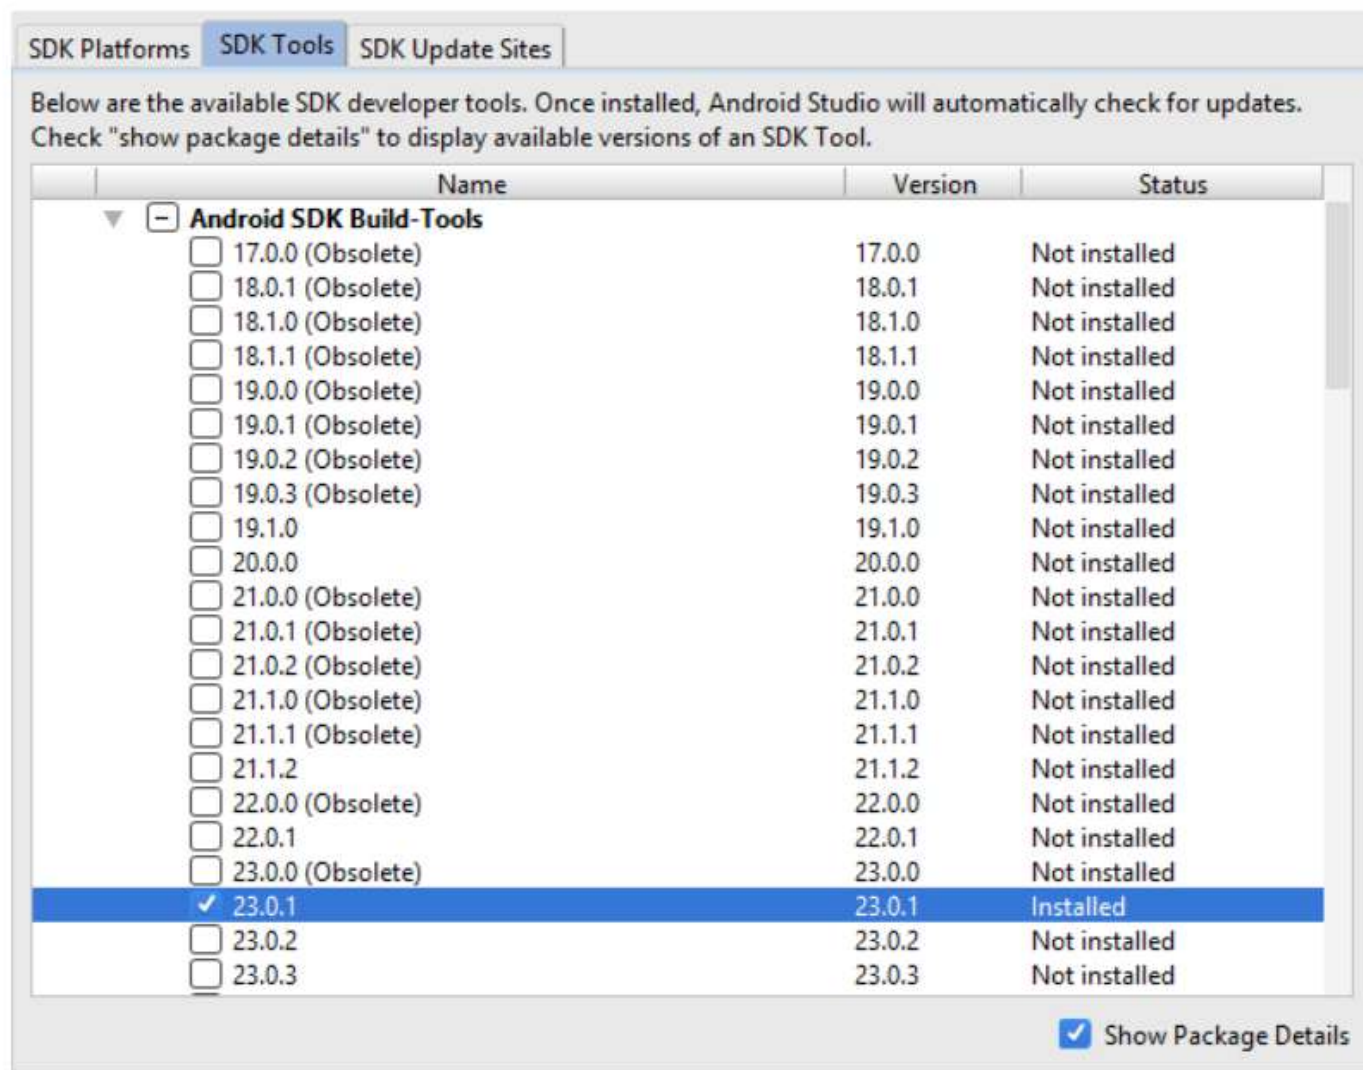 SDK Platforms SDK Tools SDK Update Sites
Below are the available SDK developer tools. Once installed, Android Studio will automatically check for updates.
Check "show package details" to display available versions of an SDK Tool.
Name Version Status
Android SDK Build-Tools
17.0.0 (Obsolete) 17.0.0 Not installed
18.0.1 (Obsolete) 18.0.1 Not installed
18.1.0 (Obsolete) 18.1.0 Not installed
18.1.1 (Obsolete) 18.1.1 Not installed
19.0.0 (Obsolete) 19.0.0 Not installed
19.0.1 (Obsolete) 19.0.1 Not installed
19.0.2 (Obsolete) 19.0.2 Not installed
19.0.3 (Obsolete) 19.0.3 Not installed
19.1.0 19.1.0 Not installed
20.0.0 20.0.0 Not installed
21.0.0 (Obsolete) 21.0.0 Not installed
21.0.1 (Obsolete) 21.0.1 Not installed
21.0.2 (Obsolete) 21.0.2 Not installed
21.1.0 (Obsolete) 21.1.0 Not installed
21.1.1 (Obsolete) 21.1.1 Not installed
21.1.2 21.1.2 Not installed
22.0.0 (Obsolete) 22.0.0 Not installed
22.0.1 22.0.1 Not installed
23.0.0 (Obsolete) 23.0.0 Not installed
23.0.1 23.0.1 Installed
23.0.2 23.0.2 Not installed
23.0.3 23.0.3 Not installed
Show Package Details